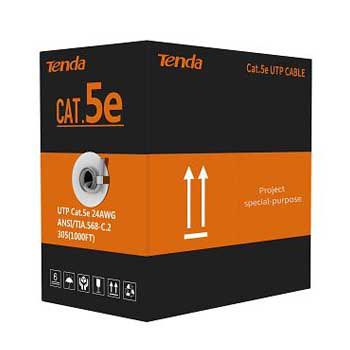 Tenda
CAT.5e
UTP Cat.5e 24AWG
ANSI/TIA.568-C.2
305(1000FT)
6
Tenda
Cat.5e UTP CABLE
Project
special-purpose